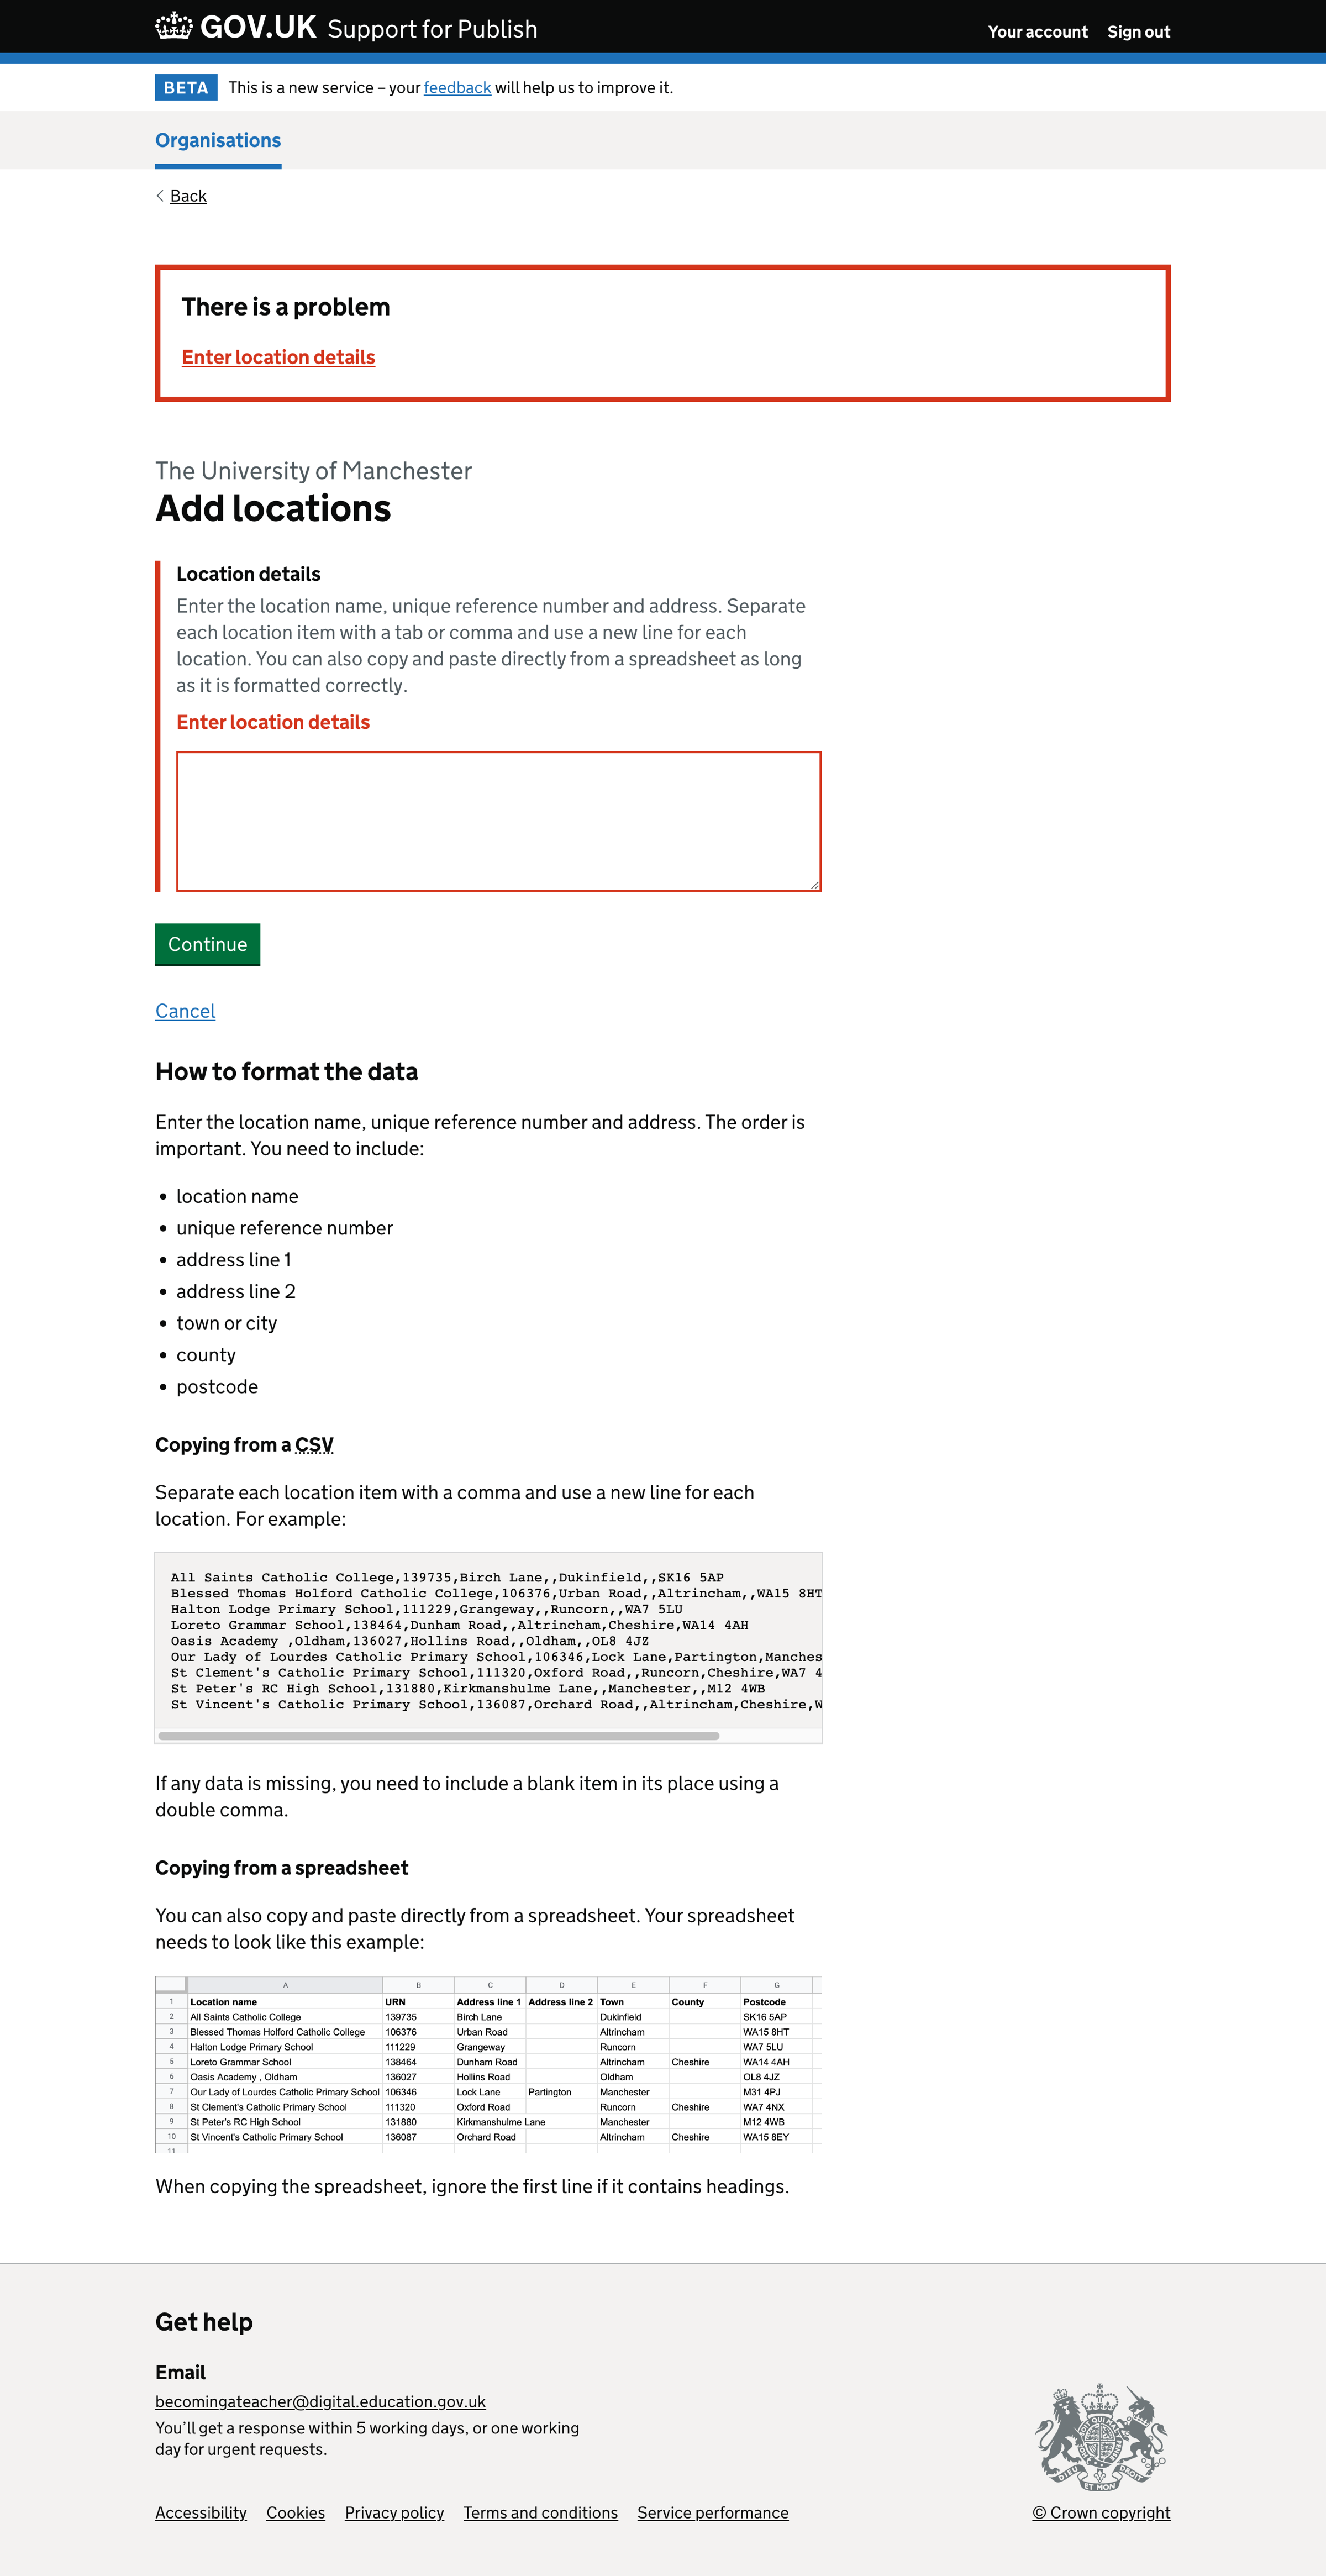 GOV.UK Support for Publish
Your account Sign out
BETA This is a new service – your feedback will help us to improve it.
Organisations
Back
There is a problem
Enter location details
The University of Manchester
Add locations
Location details
Enter the location name, unique reference number and address. Separate
each location item with a tab or comma and use a new line for each
location. You can also copy and paste directly from a spreadsheet as long
as it is formatted correctly.
Enter location details
Continue
Cancel
How to format the data
Enter the location name, unique reference number and address. The order is
important. You need to include:
• location name
• unique reference number
• address line 1
• address line 2
• town or city
• county
• postcode
Copying from a CSV
Separate each location item with a comma and use a new line for each
location. For example:
All Saints Catholic College,139735,Birch Lane,,Dukinfield,,SK16 5AP
Blessed Thomas Holford Catholic College,106376,Urban Road,,Altrincham,,WA15 8HT
Halton Lodge Primary School,111229,Grangeway,,Runcorn,,WA7 5LU
Loreto Grammar School,138464,Dunham Road,,Altrincham,Cheshire,WA14 4AH
Oasis Academy ,Oldham,136027,Hollins Road,,Oldham,,OL8 4JZ
Our Lady of Lourdes Catholic Primary School,106346,Lock Lane,Partington,Manches
St Clement's Catholic Primary School,111320,Oxford Road,,Runcorn,Cheshire,WA7 4
St Peter's RC High School,131880,Kirkmanshulme Lane,,Manchester,,M12 4WB
St Vincent's Catholic Primary School,136087,Orchard Road,,Altrincham,Cheshire,W
If any data is missing, you need to include a blank item in its place using a
double comma.
Copying from a spreadsheet
You can also copy and paste directly from a spreadsheet. Your spreadsheet
needs to look like this example:
A B C D E F G
1 Location name URN Address line 1 Address line 2 Town County Postcode
2 All Saints Catholic College 139735 Birch Lane Dukinfield SK16 5AP
3 Blessed Thomas Holford Catholic College 106376 Urban Road Altrincham WA15 8HT
4 Halton Lodge Primary School 111229 Grangeway Runcorn WA7 5LU
5 Loreto Grammar School 138464 Dunham Road Altrincham Cheshire WA14 4AH
6 Oasis Academy , Oldham 136027 Hollins Road Oldham OL8 4JZ
7 Our Lady of Lourdes Catholic Primary School 106346 Lock Lane Partington Manchester M31 4PJ
8 St Clement's Catholic Primary School 111320 Oxford Road Runcorn Cheshire WA7 4NX
9 St Peter's RC High School 131880 Kirkmanshulme Lane Manchester M12 4WB
10 St Vincent's Catholic Primary School 136087 Orchard Road Altrincham Cheshire WA15 8EY
11
When copying the spreadsheet, ignore the first line if it contains headings.
Get help
Email
becomingateacher@digital.education.gov.uk
You’ll get a response within 5 working days, or one working
day for urgent requests.
DIEU ET MON DROIT
Accessibility Cookies Privacy policy Terms and conditions Service performance
© Crown copyright